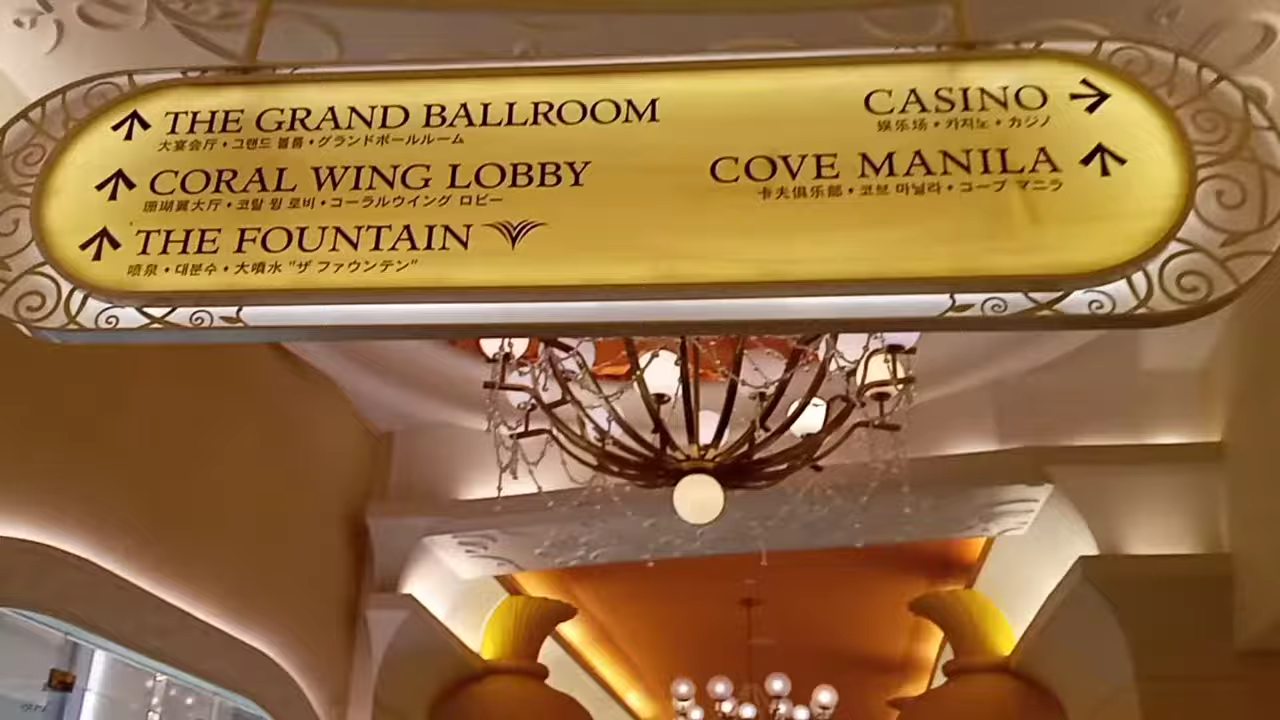 THE GRAND BALLROOM
大宴会厅 • 그랜드 볼룸 • グランドボールルーム
CORAL WING LOBBY
珊瑚翼大厅 • 코랄 윙 로비 • コーラルウイング ロビー
THE FOUNTAIN
喷泉 • 대분수 • 大噴水 "ザ ファウンテン"
CASINO
娱乐场 • 카지노 • カジノ
COVE MANILA
卡夫俱乐部 • 코브 마닐라 • コーブ マニラ